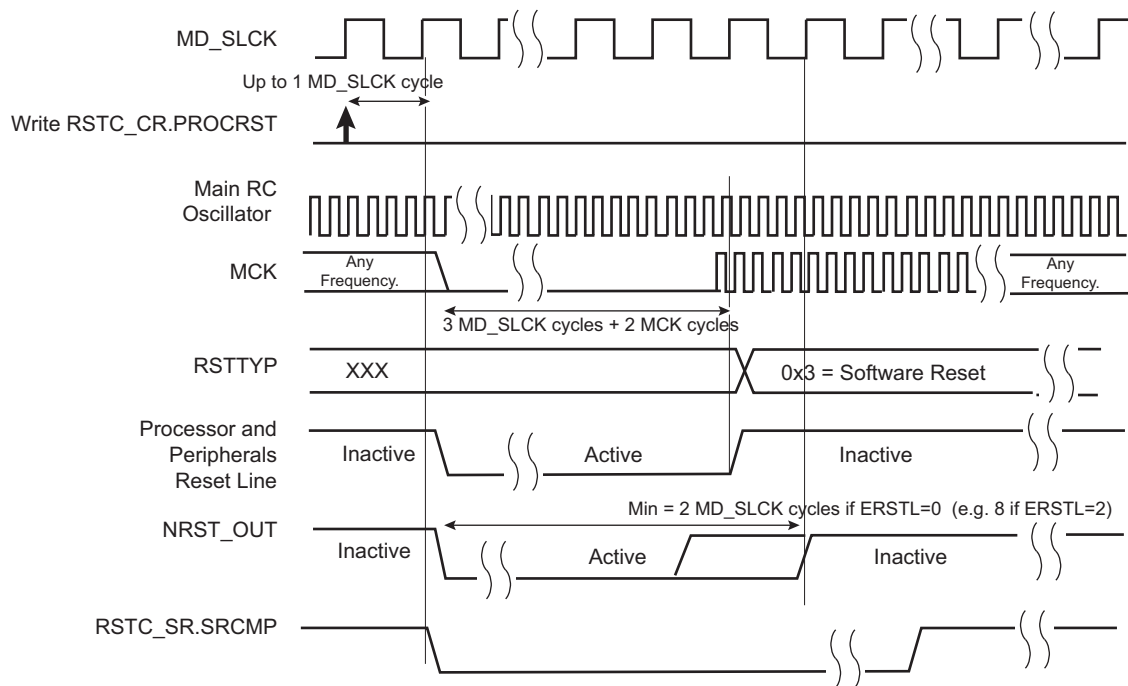 MD_SLCK
Up to 1 MD_SLCK cycle
Write RSTC_CR.PROCRST
Main RC
Oscillator
MCK
Any
Frequency.
Any
Frequency.
3 MD_SLCK cycles + 2 MCK cycles
RSTTYP
XXX
0x3 = Software Reset
Processor and
Peripherals
Reset Line
Inactive
Active
Inactive
Min = 2 MD_SLCK cycles if ERSTL=0 (e.g. 8 if ERSTL=2)
NRST_OUT
Inactive
Active
Inactive
RSTC_SR.SRCMP